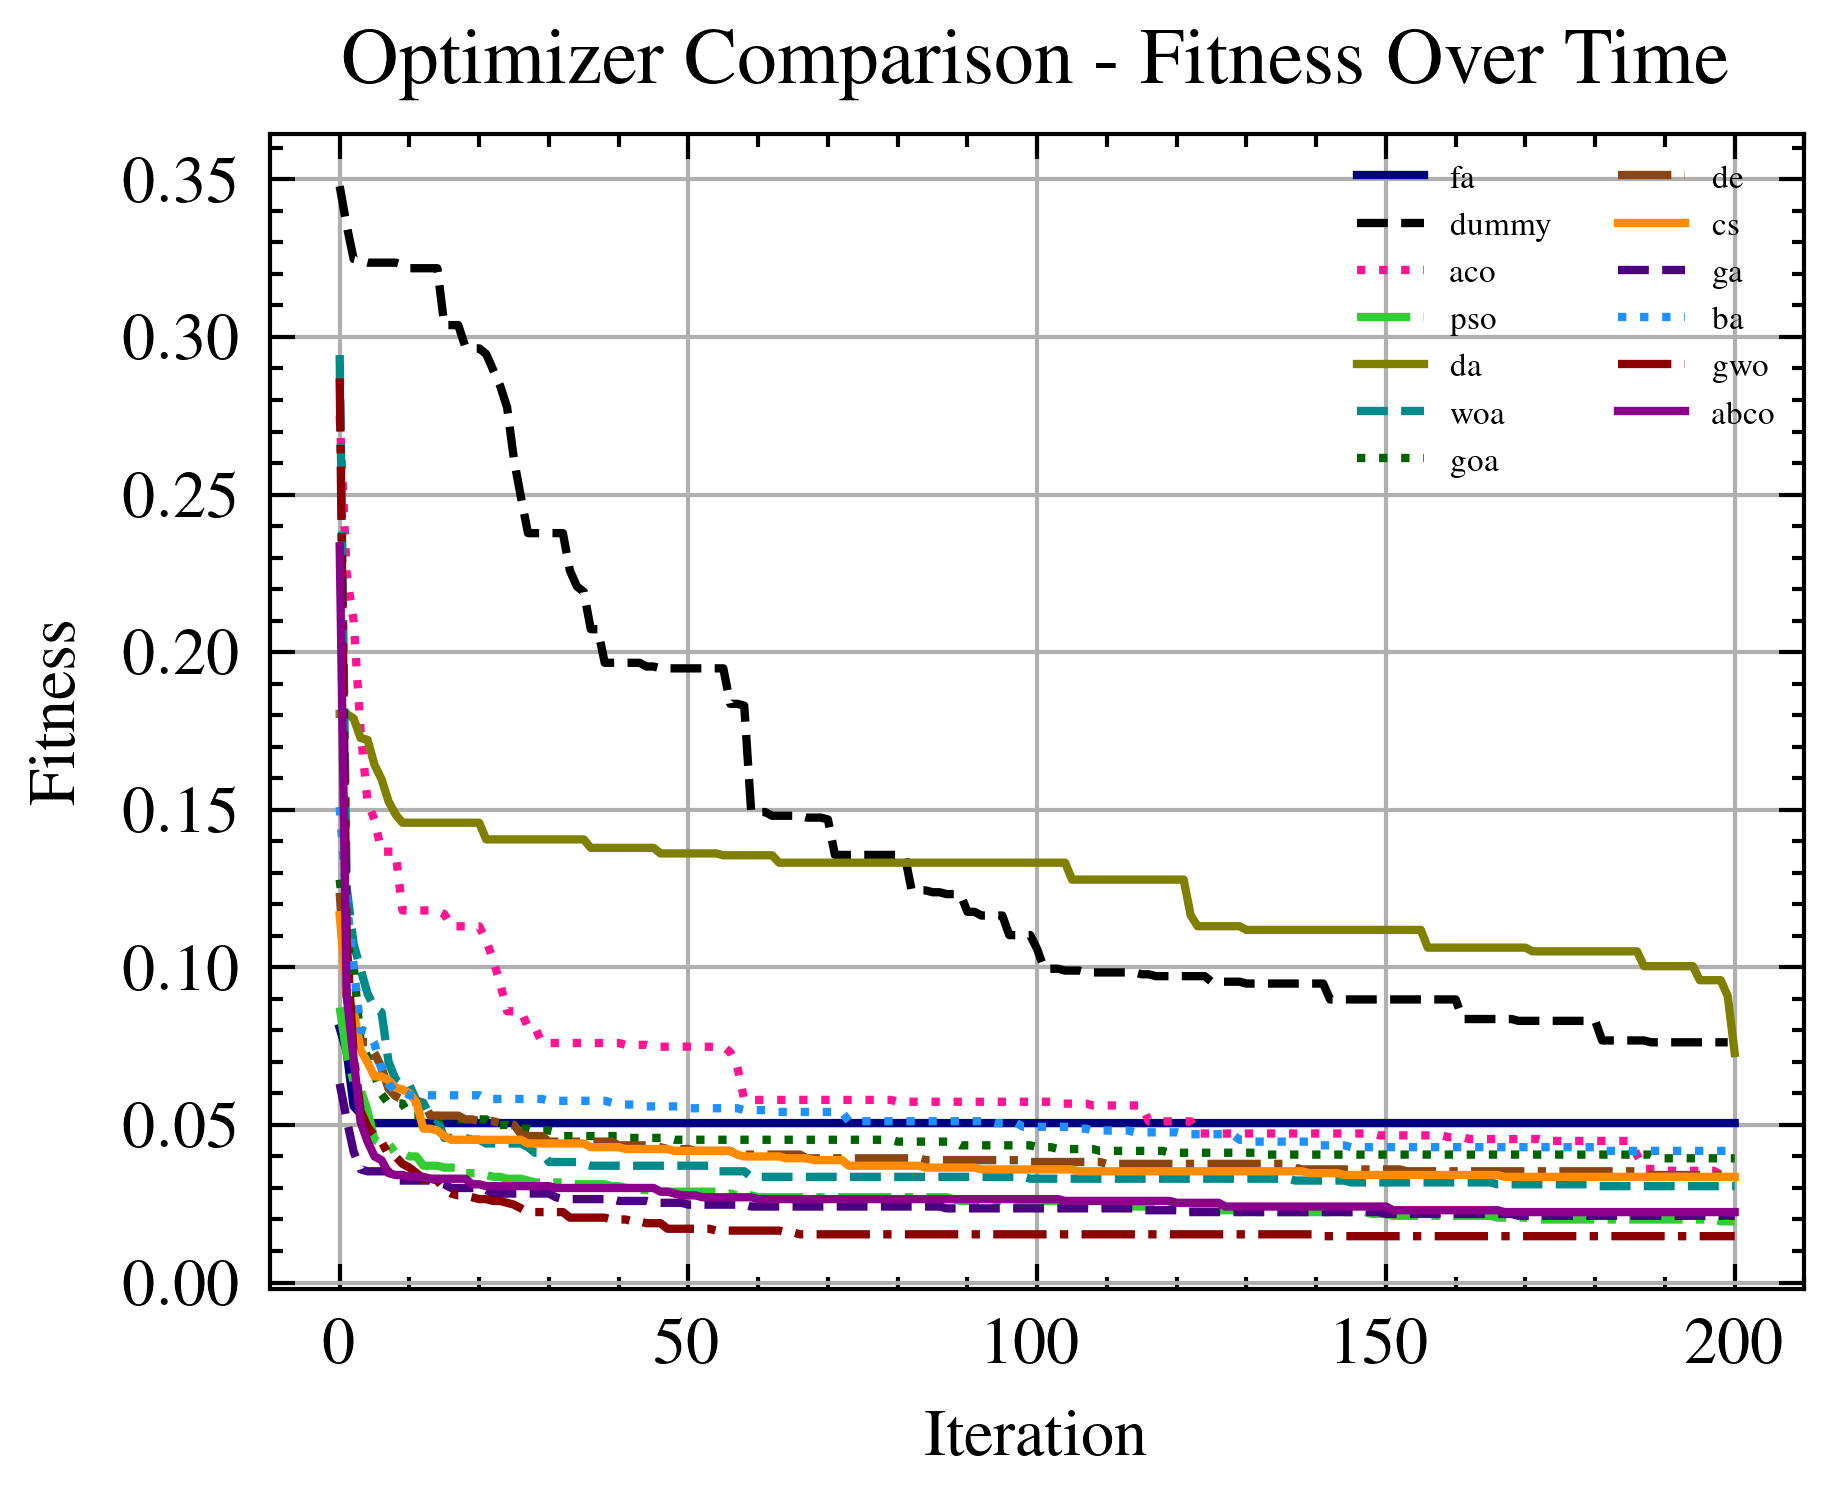 Optimizer Comparison - Fitness Over Time
Fitness
0.35
0.30
0.25
0.20
0.15
0.10
0.05
0.00
fa
dummy
aco
pso
da
woa
goa
de
cs
ga
ba
gwo
abco
0
50
100
150
200
Iteration